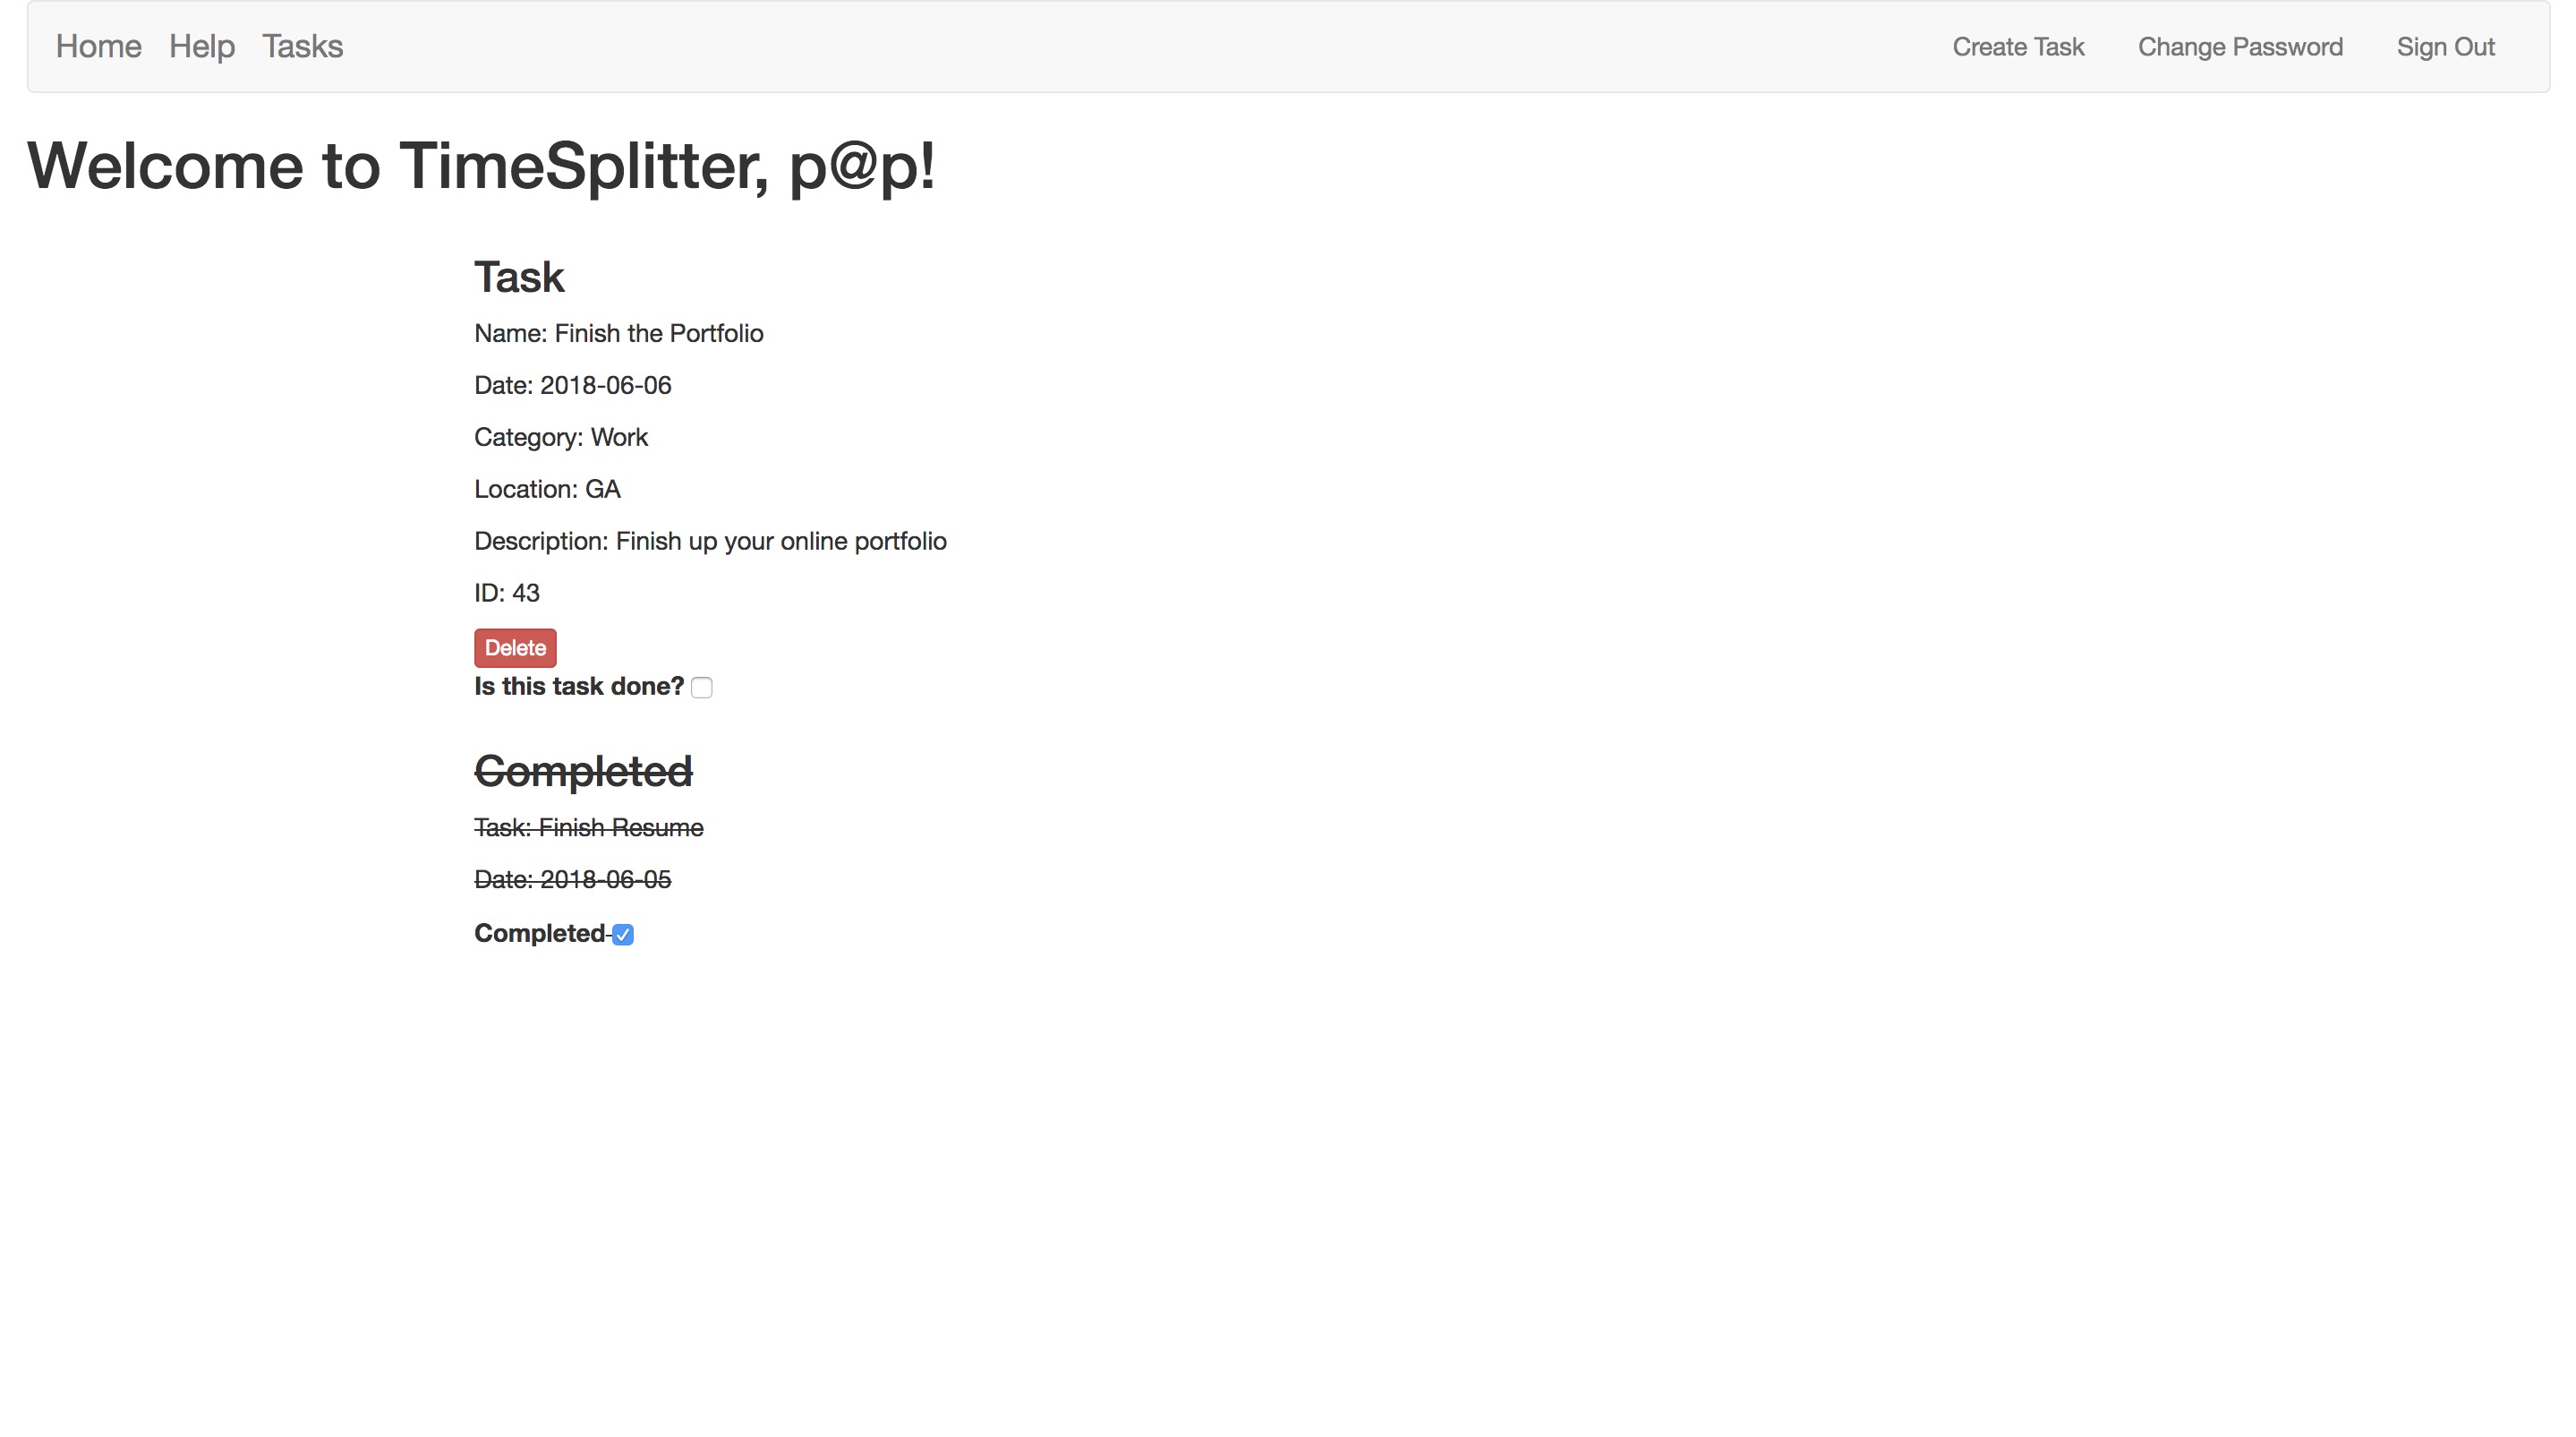 Home Help Tasks Create Task Change Password Sign Out
Welcome to TimeSplitter, p@p!
Task
Name: Finish the Portfolio
Date: 2018-06-06
Category: Work
Location: GA
Description: Finish up your online portfolio
ID: 43
Delete
Is this task done?
Completed
Task: Finish Resume
Date: 2018-06-05
Completed